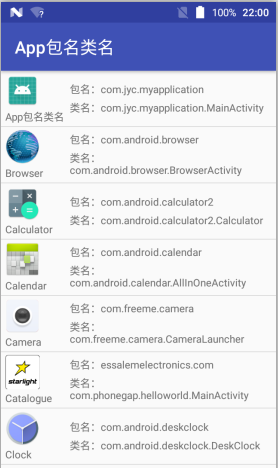 100% 22:00
App包名类名
包名：com.jyc.myapplication
类名：com.jyc.myapplication.MainActivity
App包名类名
包名：com.android.browser
类名：
com.android.browser.BrowserActivity
Browser
包名：com.android.calculator2
类名：com.android.calculator2.Calculator
Calculator
包名：com.android.calendar
类名：
com.android.calendar.AllInOneActivity
Calendar
包名：com.freeme.camera
类名：
com.freeme.camera.CameraLauncher
Camera
包名：essalemelectronics.com
类名：
com.phonegap.helloworld.MainActivity
starlight
Catalogue
包名：com.android.deskclock
类名：com.android.deskclock.DeskClock
Clock